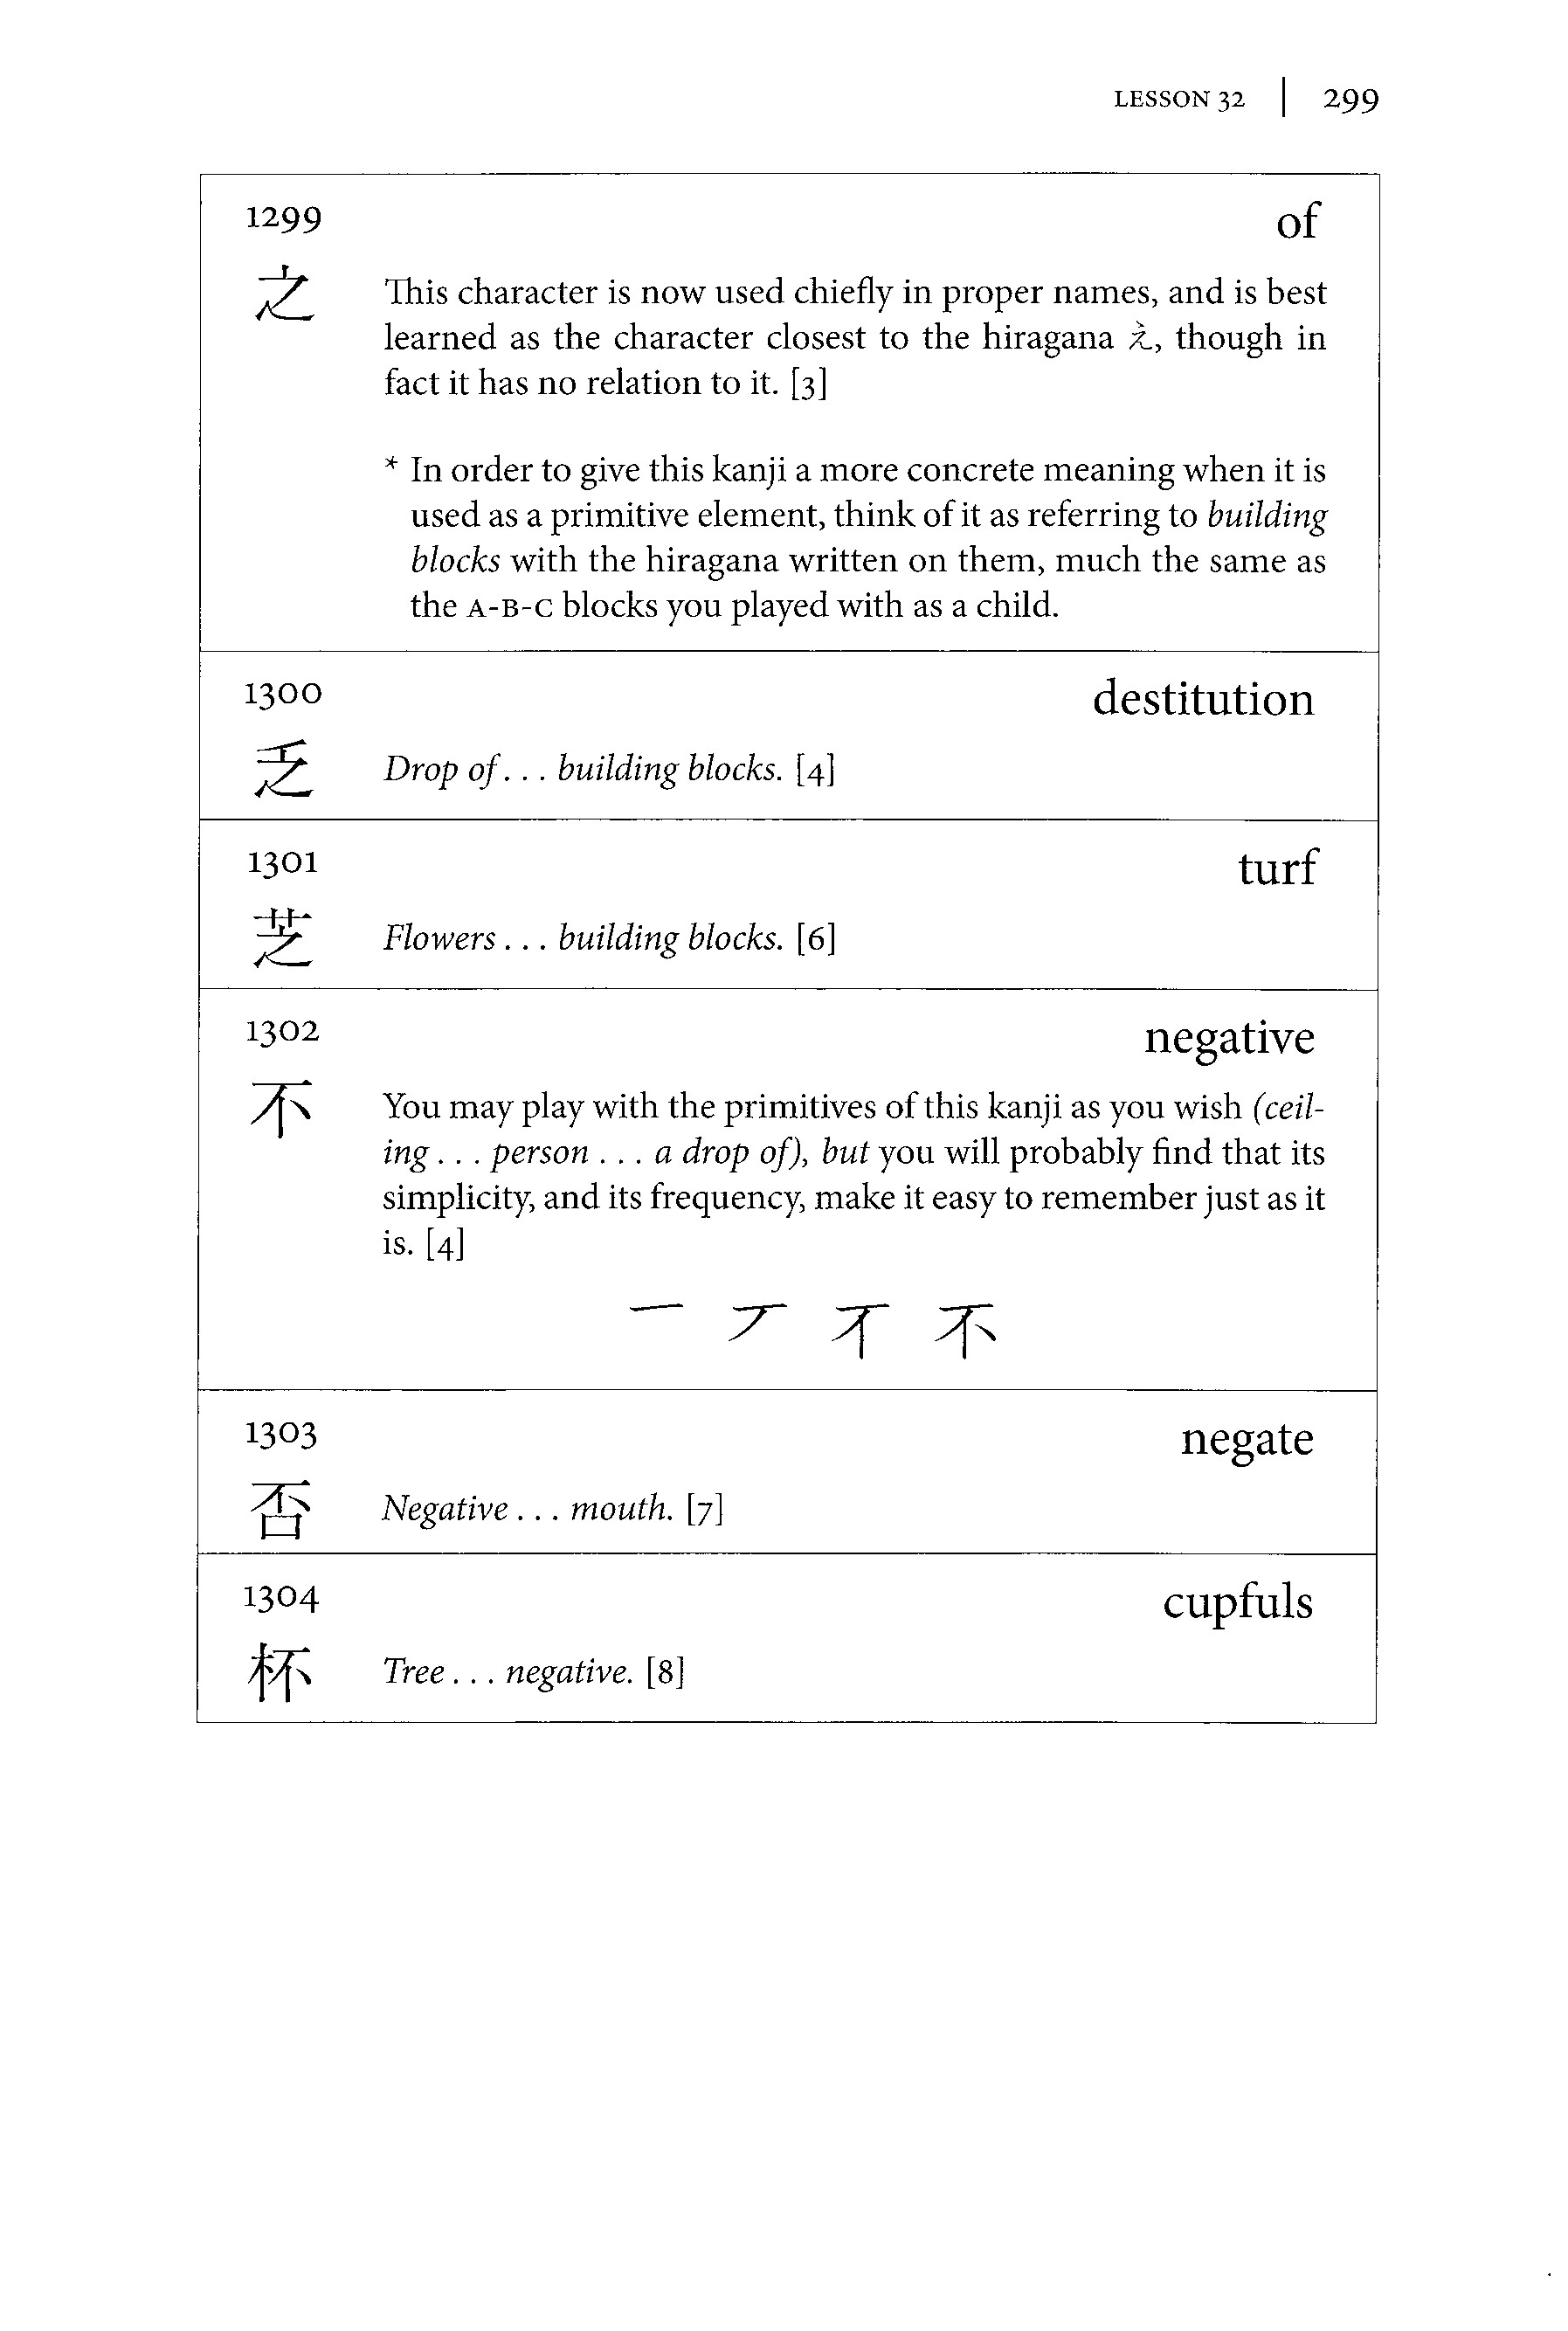 LESSON 32 | 299
1299
of
之
This character is now used chiefly in proper names, and is best
learned as the character closest to the hiragana え, though in
fact it has no relation to it. [3]
* In order to give this kanji a more concrete meaning when it is
used as a primitive element, think of it as referring to building
blocks with the hiragana written on them, much the same as
the A-B-C blocks you played with as a child.
1300
destitution
乏
Drop of . . . building blocks. [4]
1301
turf
芝
Flowers . . . building blocks. [6]
1302
negative
不
You may play with the primitives of this kanji as you wish (ceil-
ing . . . person . . . a drop of), but you will probably find that its
simplicity, and its frequency, make it easy to remember just as it
is. [4]
一 丆 不
1303
negate
否
Negative . . . mouth. [7]
1304
cupfuls
杯
Tree . . . negative. [8]